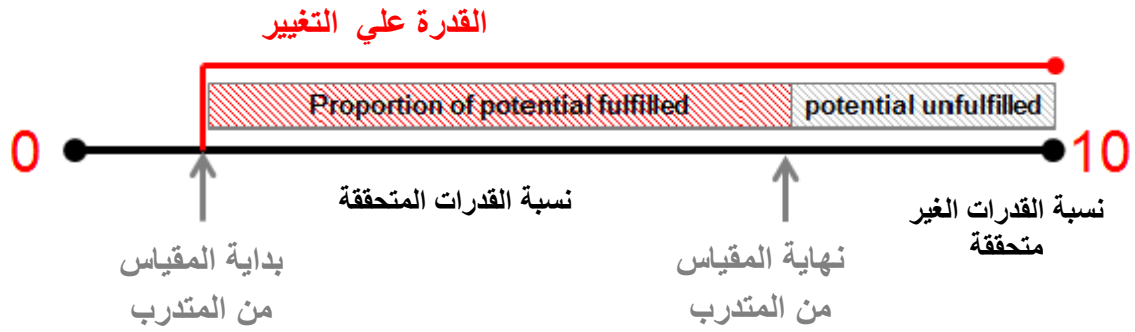 القدرة علي التغيير
Proportion of potential fulfilled
potential unfulfilled
0
10
نسبة القدرات المتحققة
نسبة القدرات الغير
متحققة
بداية المقياس
من المتدرب
نهاية المقياس
من المتدرب